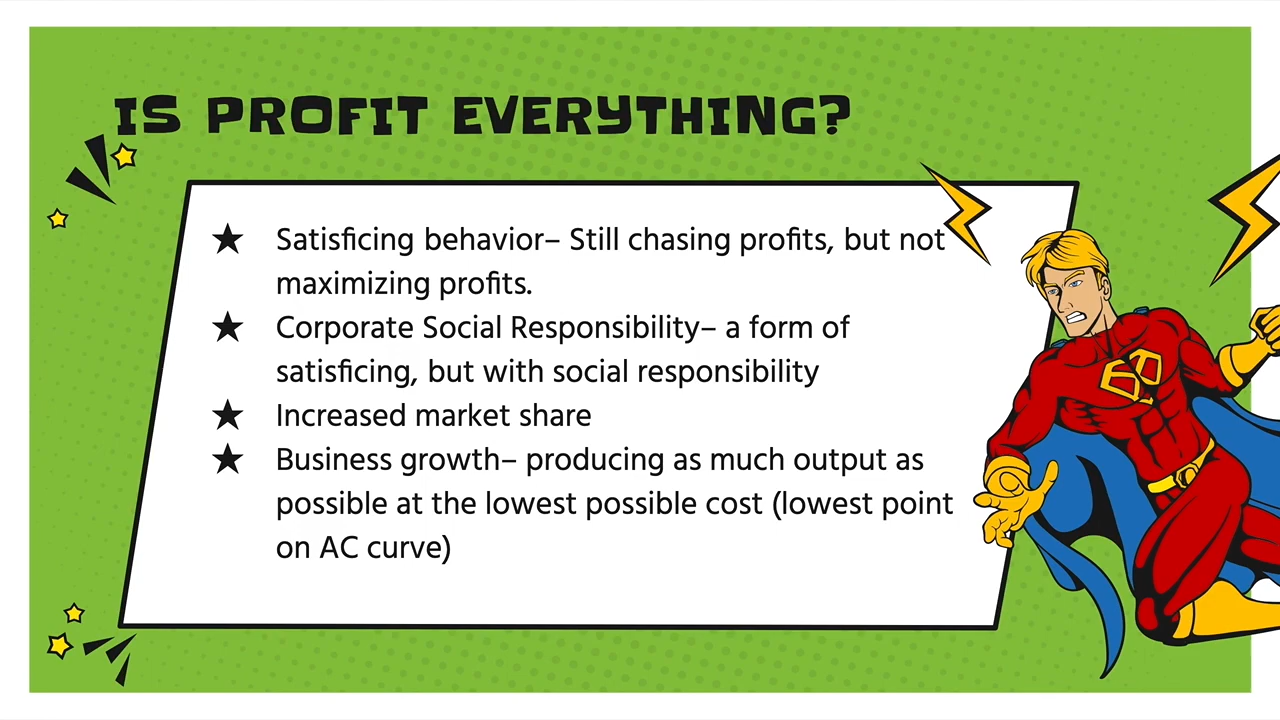 IS PROFIT EVERYTHING?
★ Satisficing behavior– Still chasing profits, but not
maximizing profits.
★ Corporate Social Responsibility– a form of
satisficing, but with social responsibility
★ Increased market share
★ Business growth– producing as much output as
possible at the lowest possible cost (lowest point
on AC curve)